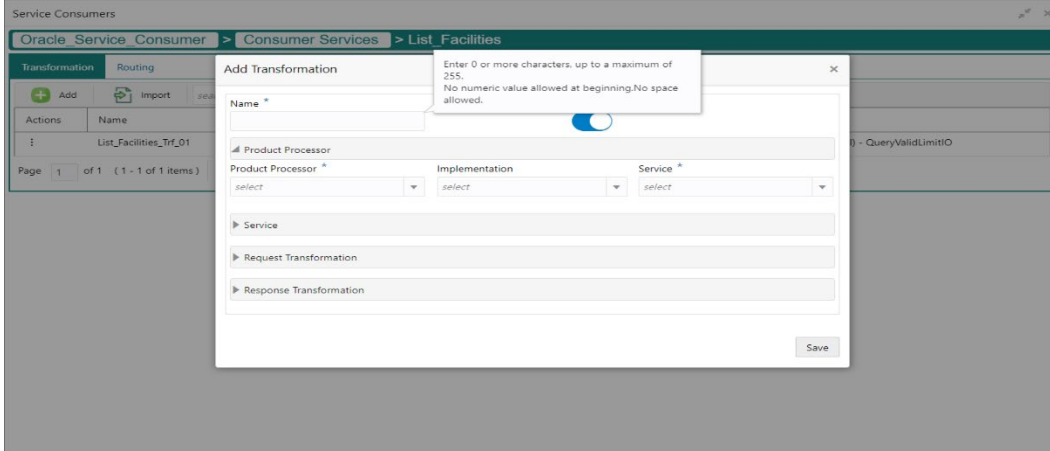 Service Consumers
Oracle_Service_Consumer > Consumer Services > List_Facilities
Transformation Routing
Add Import
Actions Name
List_Facilities_Trf_01 - QueryValidLimitIO
Page 1 of 1 (1 - 1 of 1 items)
Add Transformation
Enter 0 or more characters, up to a maximum of
255.
No numeric value allowed at beginning.No space
allowed.
Name *
Product Processor
Product Processor * Implementation Service *
select select select
Service
Request Transformation
Response Transformation
Save